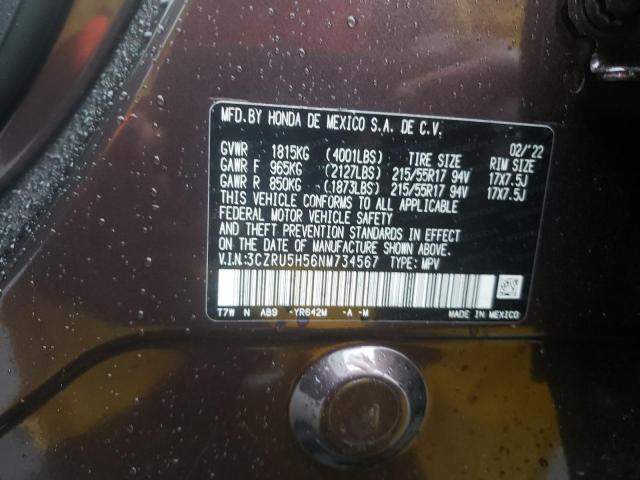 MFD.BY HONDA DE MEXICO S.A. DE C.V.
02/'22
GVWR 1815KG (4001LBS) TIRE SIZE RIM SIZE
GAWR F 965KG (2127LBS) 215/55R17 94V 17X7.5J
GAWR R 850KG (1873LBS) 215/55R17 94V 17X7.5J
THIS VEHICLE CONFORMS TO ALL APPLICABLE
FEDERAL MOTOR VEHICLE SAFETY
AND THEFT PREVENTION STANDARDS IN EFFECT
ON THE DATE OF MANUFACTURE SHOWN ABOVE.
V.I.N:3CZRU5H56NM734567 TYPE: MPV
T7W N AB9 -YR642M -A -M MADE IN MEXICO